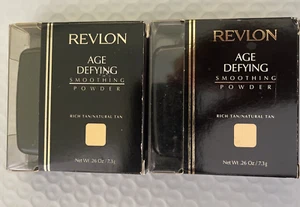 REVLON
AGE
DEFYING
SMOOTHING
POWDER
RICH TAN/NATURAL TAN
Net Wt. .26 Oz / 7.3 g
REVLON
AGE
DEFYING
SMOOTHING
POWDER
RICH TAN/NATURAL TAN
Net Wt. .26 Oz / 7.3 g